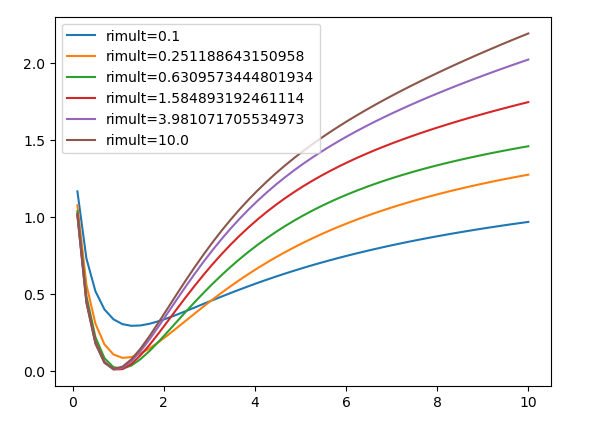 rimult=0.1
rimult=0.251188643150958
rimult=0.6309573444801934
rimult=1.584893192461114
rimult=3.981071705534973
rimult=10.0
2.0
1.5
1.0
0.5
0.0
0 2 4 6 8 10